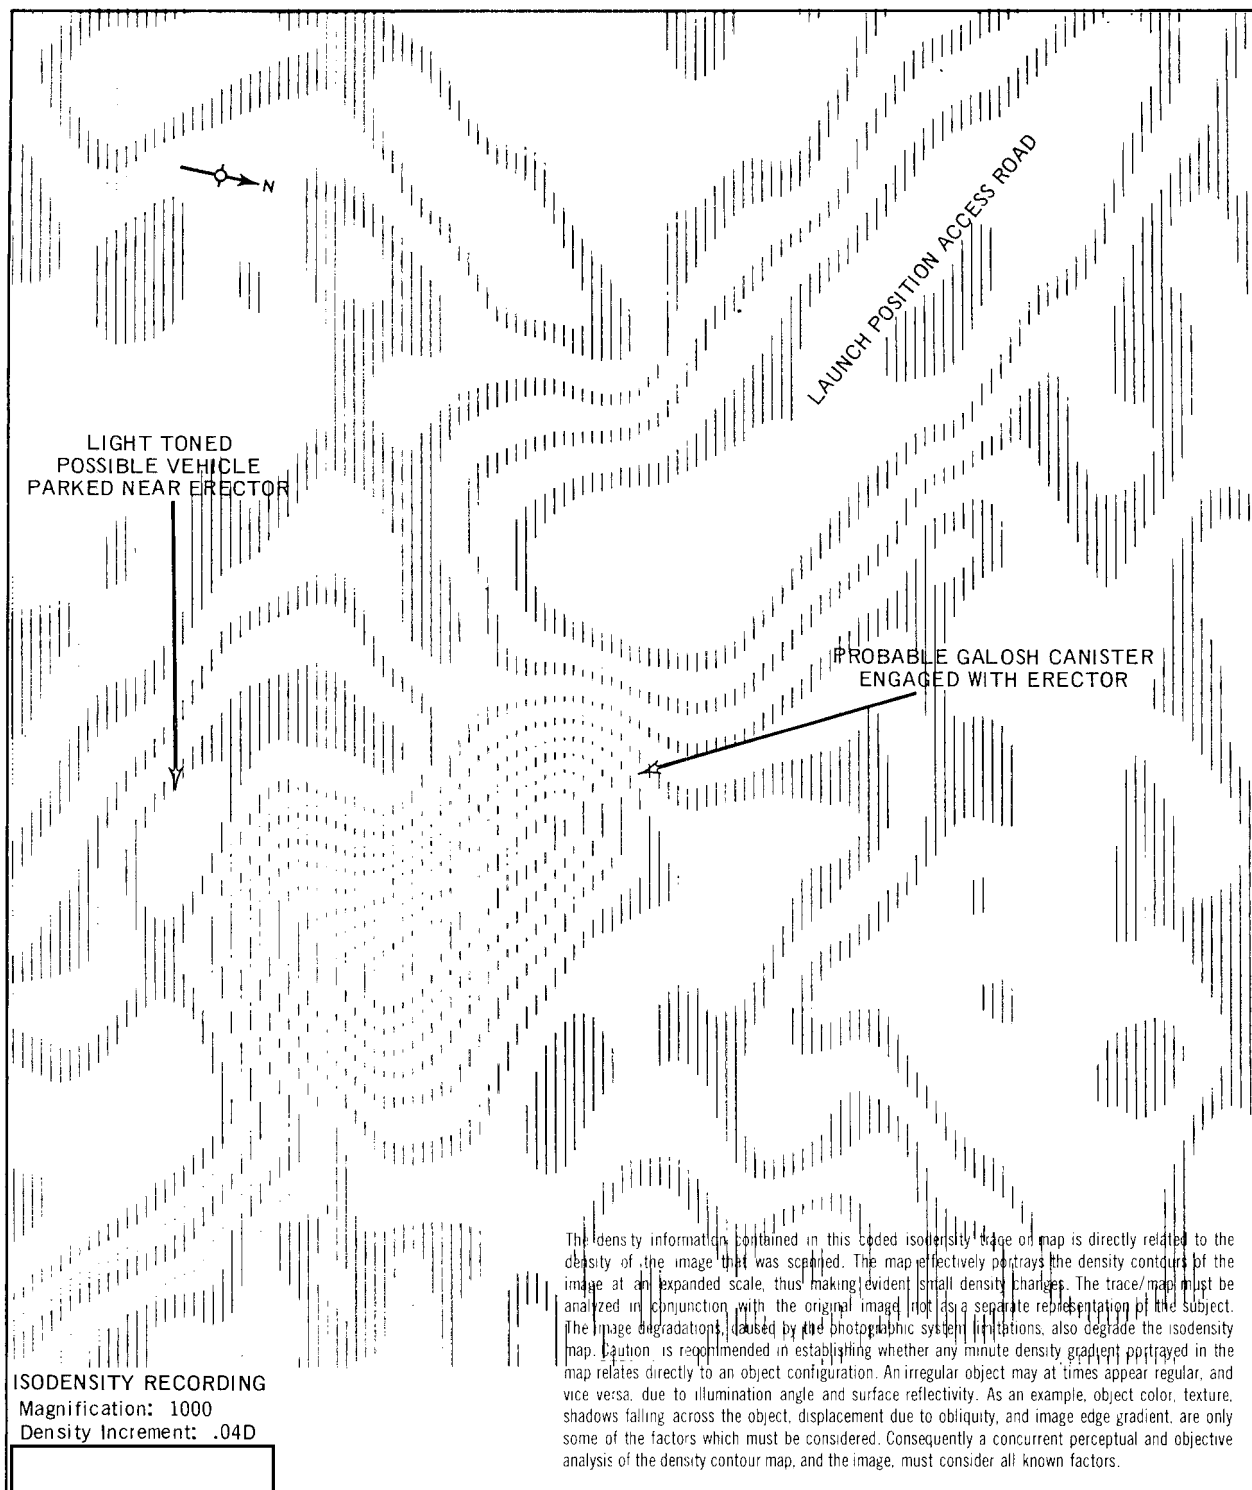 N
LAUNCH POSITION ACCESS ROAD
LIGHT TONED
POSSIBLE VEHICLE
PARKED NEAR ERECTOR
PROBABLE GALOSH CANISTER
ENGAGED WITH ERECTOR
The density information contained in this coded isodensity trace or map is directly related to the
density of the image that was scanned. The map effectively portrays the density contours of the
image at an expanded scale, thus making evident small density changes. The trace/map must be
analyzed in conjunction with the original image, not as a separate representation of the subject.
The image degradations, caused by the photographic system limitations, also degrade the isodensity
map. Caution is recommended in establishing whether any minute density gradient portrayed in the
map relates directly to an object configuration. An irregular object may at times appear regular, and
vice versa, due to illumination angle and surface reflectivity. As an example, object color, texture,
shadows falling across the object, displacement due to obliquity, and image edge gradient, are only
some of the factors which must be considered. Consequently a concurrent perceptual and objective
analysis of the density contour map, and the image, must consider all known factors.
ISODENSITY RECORDING
Magnification: 1000
Density Increment: .04D